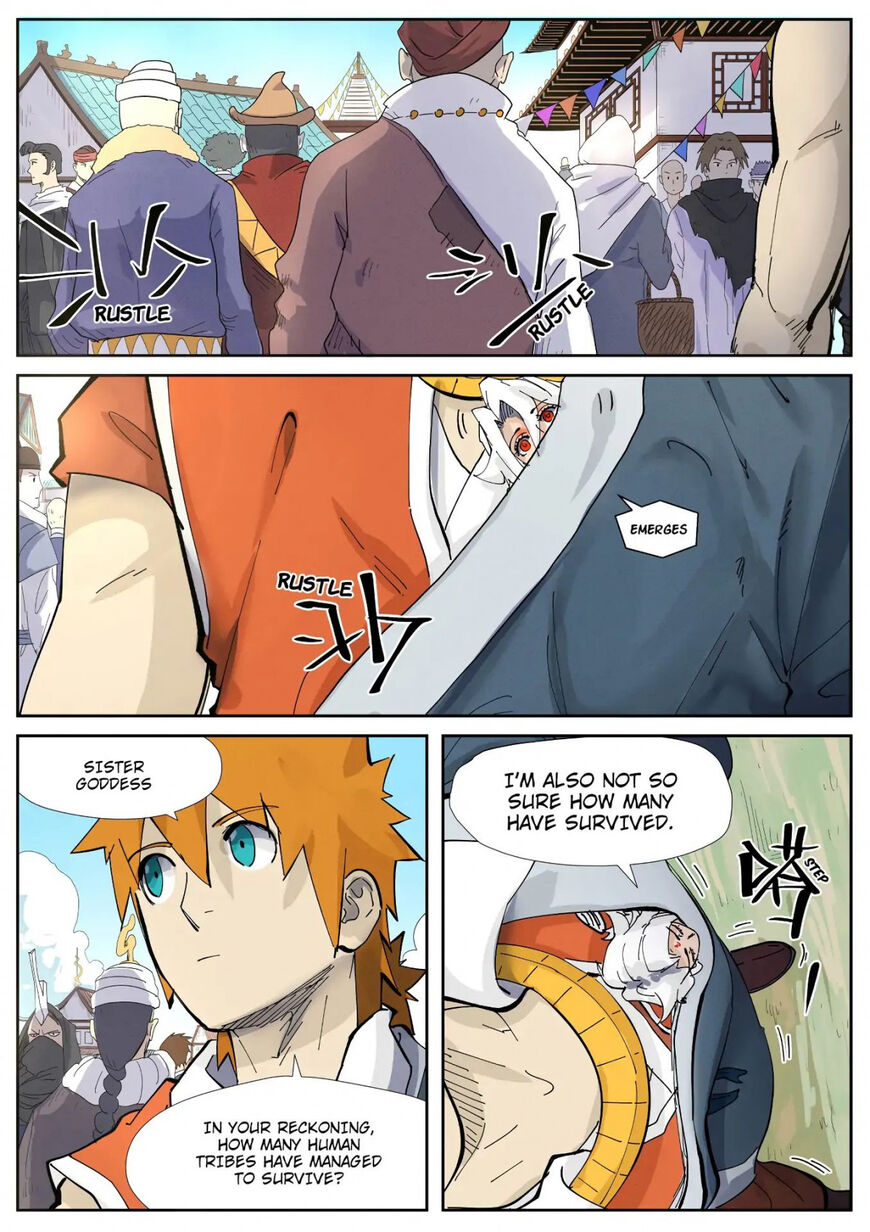 RUSTLE
RUSTLE
EMERGES
RUSTLE
SISTER
GODDESS
IN YOUR RECKONING,
HOW MANY HUMAN
TRIBES HAVE MANAGED
TO SURVIVE?
I'M ALSO NOT SO
SURE HOW MANY
HAVE SURVIVED.
STEP